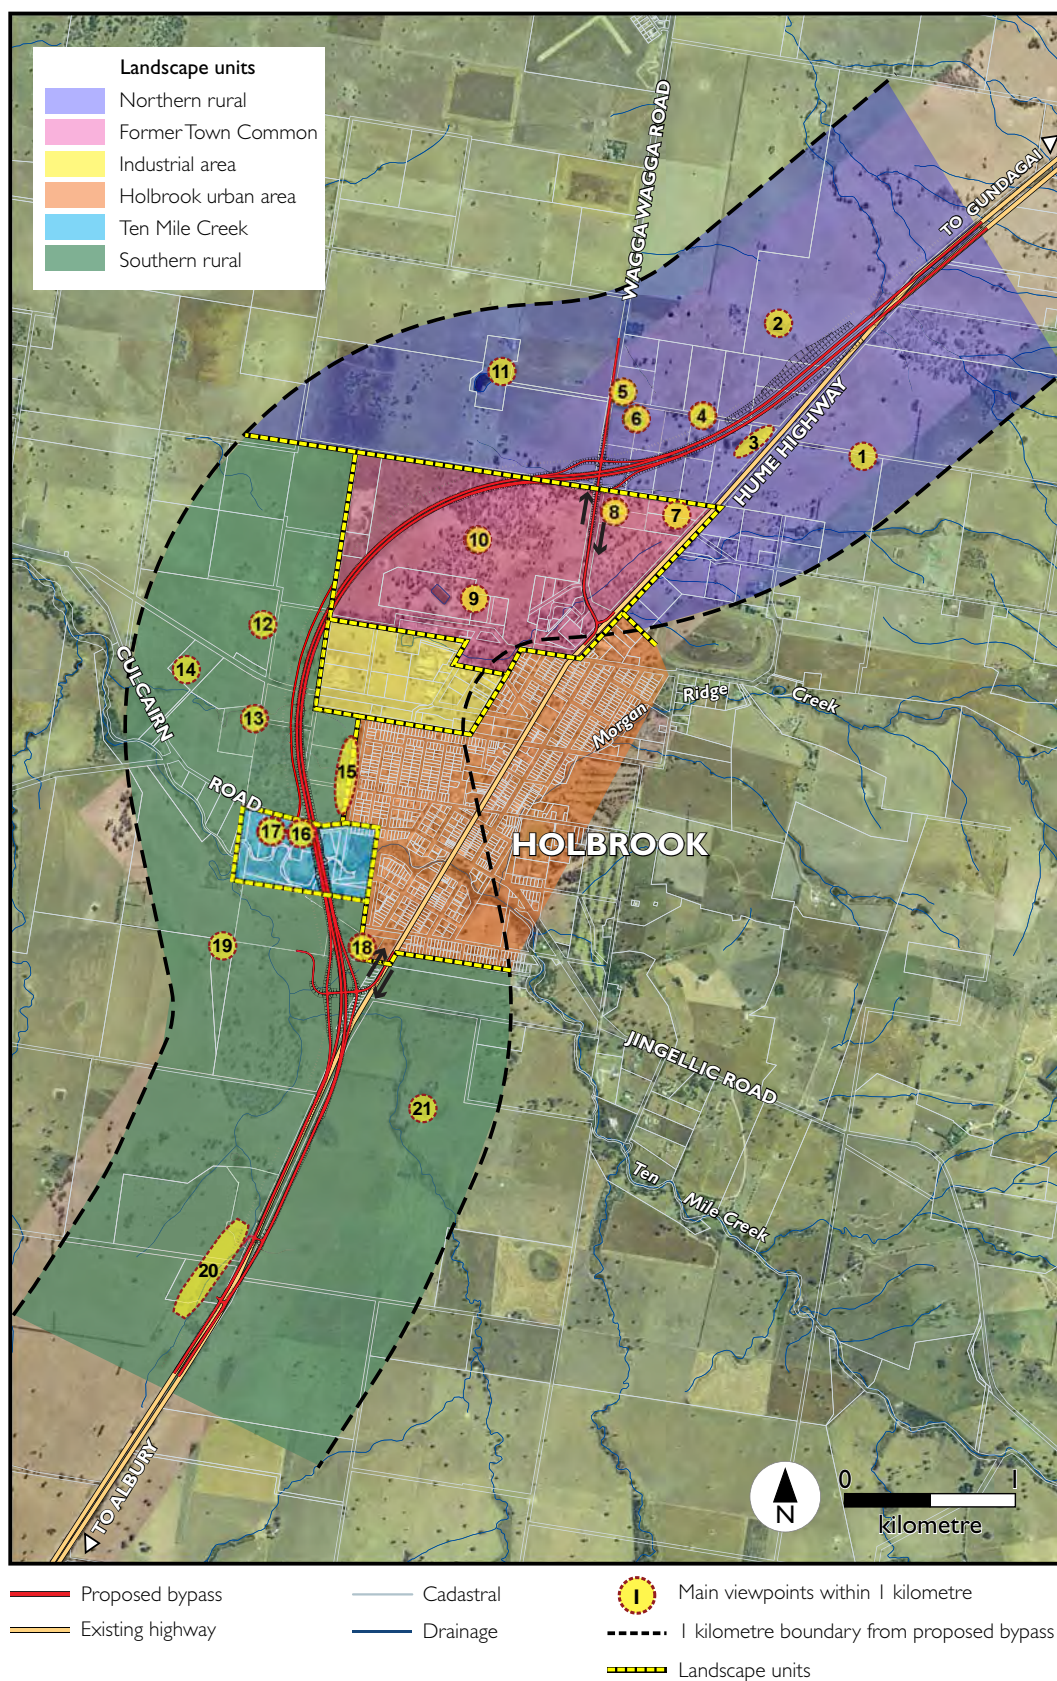 Landscape units
Northern rural
Former Town Common
Industrial area
Holbrook urban area
Ten Mile Creek
Southern rural
WAGGA WAGGA ROAD
TO GUNDAGAI
HUME HIGHWAY
2
11
5
6
4
3
1
8
7
10
9
12
14
13
CULCAIRN
ROAD
15
17
16
Morgan
Ridge
Creek
HOLBROOK
19
18
JINGELLIC ROAD
21
Ten
Mile Creek
20
TO ALBURY
N
0
1
kilometre
Proposed bypass
Existing highway
Cadastral
Drainage
1
Main viewpoints within 1 kilometre
1 kilometre boundary from proposed bypass
Landscape units